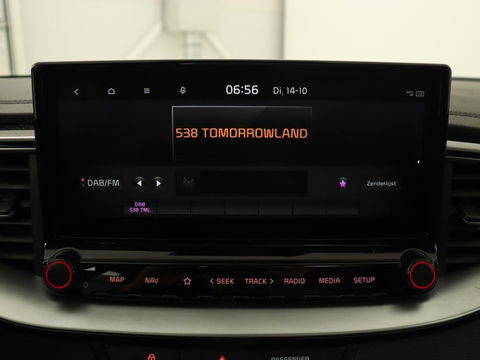 06:56 Di, 14-10
538 TOMORROWLAND
DAB/FM Zenderlijst
DAB
538 TML
MAP NAV SEEK TRACK RADIO MEDIA SETUP
PASSENGER